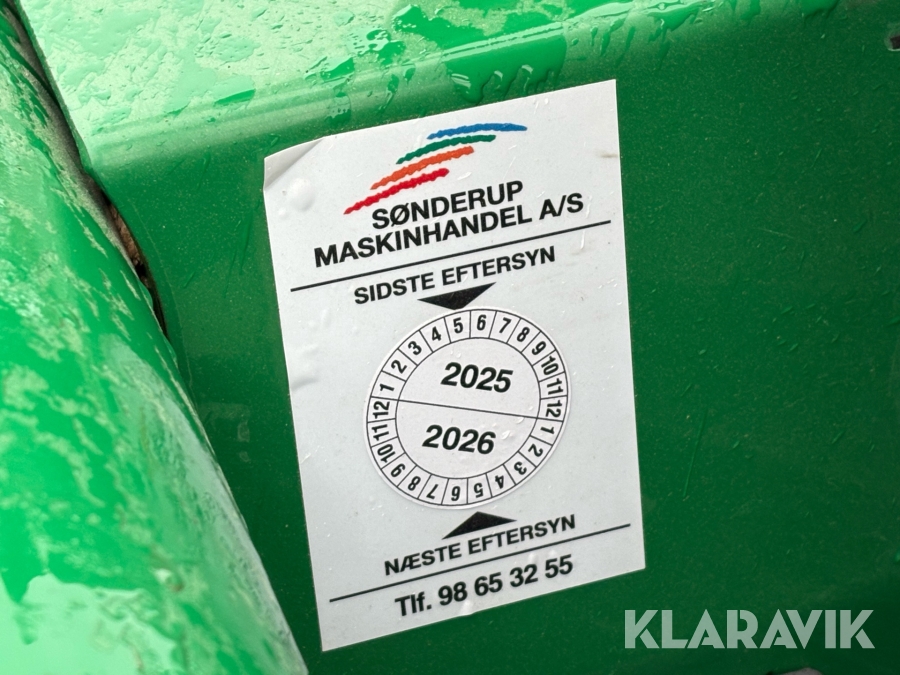 SØNDERUP
MASKINHANDEL A/S
SIDSTE EFTERSYN
12 1 2 3 4 5 6 7 8 9 10 11 12
2025
2026
11 10 9 8 7 6 5 4 3 2 1
NÆSTE EFTERSYN
Tlf. 98 65 32 55
KLARAVIK